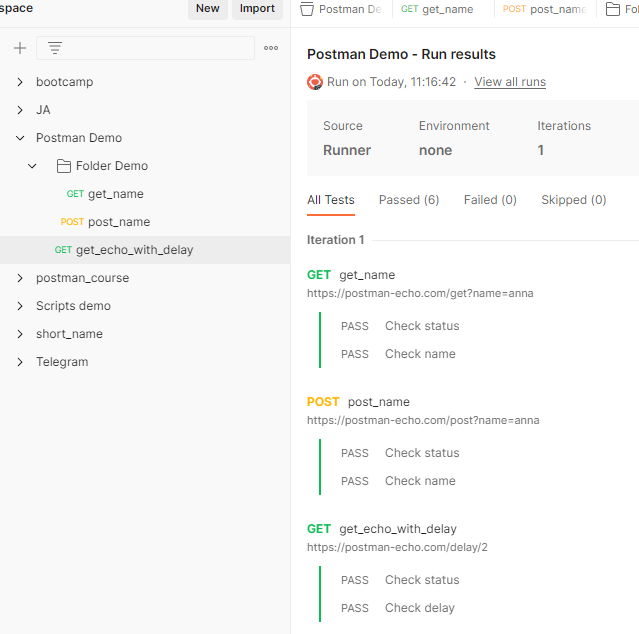 space New Import
Postman De GET get_name POST post_name Fol
bootcamp
JA
Postman Demo
Folder Demo
GET get_name
POST post_name
GET get_echo_with_delay
postman_course
Scripts demo
short_name
Telegram
Postman Demo - Run results
Run on Today, 11:16:42 · View all runs
Source Environment Iterations
Runner none 1
All Tests Passed (6) Failed (0) Skipped (0)
Iteration 1
GET get_name
https://postman-echo.com/get?name=anna
PASS Check status
PASS Check name
POST post_name
https://postman-echo.com/post?name=anna
PASS Check status
PASS Check name
GET get_echo_with_delay
https://postman-echo.com/delay/2
PASS Check status
PASS Check delay